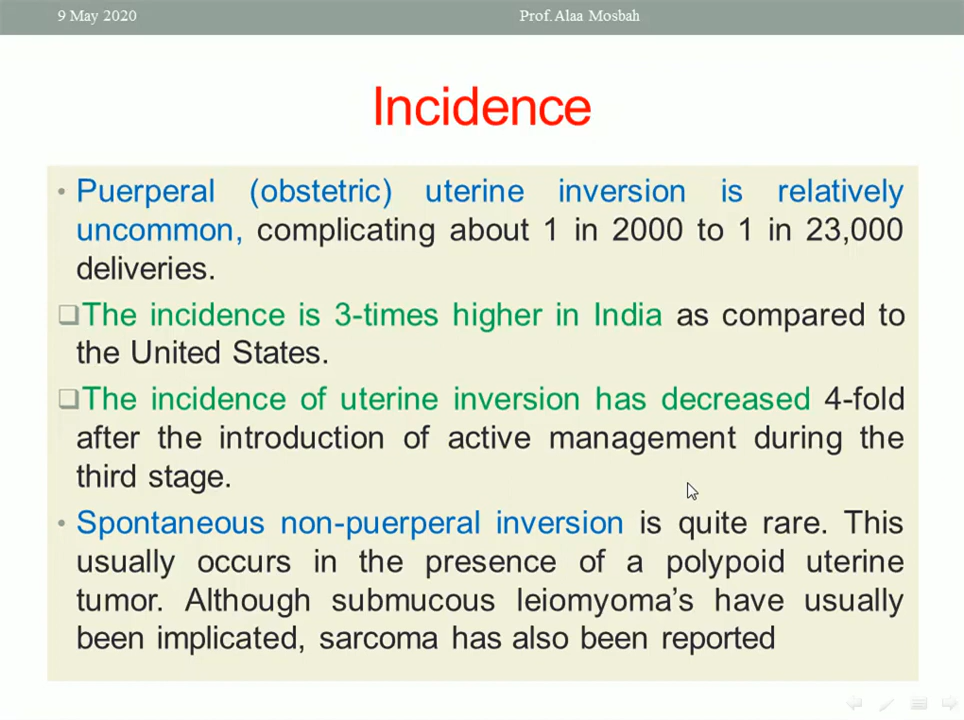 9 May 2020 Prof.Alaa Mosbah
Incidence
• Puerperal (obstetric) uterine inversion is relatively
uncommon, complicating about 1 in 2000 to 1 in 23,000
deliveries.
❑The incidence is 3-times higher in India as compared to
the United States.
❑The incidence of uterine inversion has decreased 4-fold
after the introduction of active management during the
third stage.
• Spontaneous non-puerperal inversion is quite rare. This
usually occurs in the presence of a polypoid uterine
tumor. Although submucous leiomyoma’s have usually
been implicated, sarcoma has also been reported